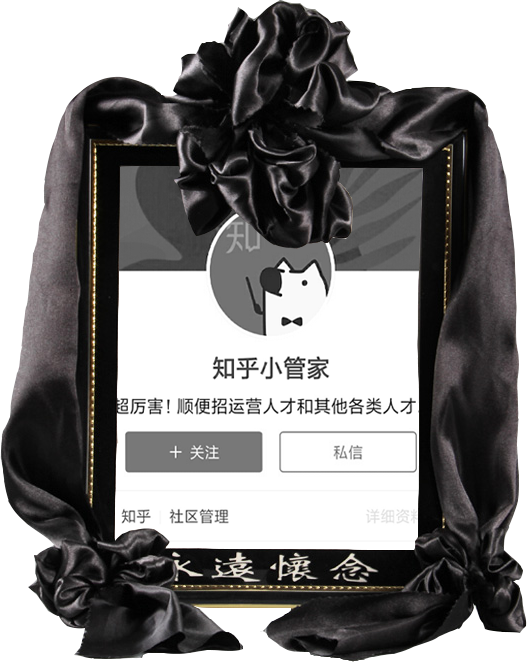 知
知乎小管家
超厉害! 顺便招运营人才和其他各类人才
+ 关注
私信
知乎 | 社区管理
详细资料
永遠懷念